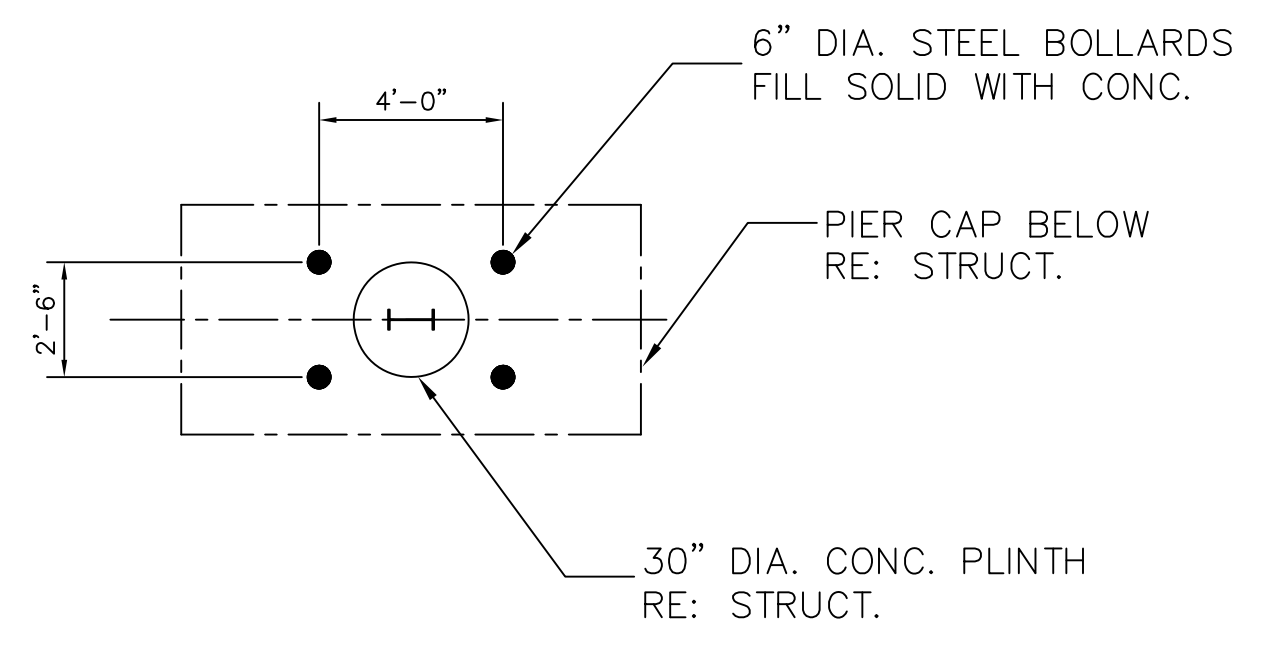 6” DIA. STEEL BOLLARDS
FILL SOLID WITH CONC.
4’-0”
PIER CAP BELOW
RE: STRUCT.
2’-6”
30” DIA. CONC. PLINTH
RE: STRUCT.